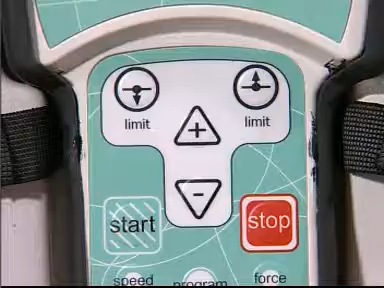 limit limit
+
-
start stop
speed program force